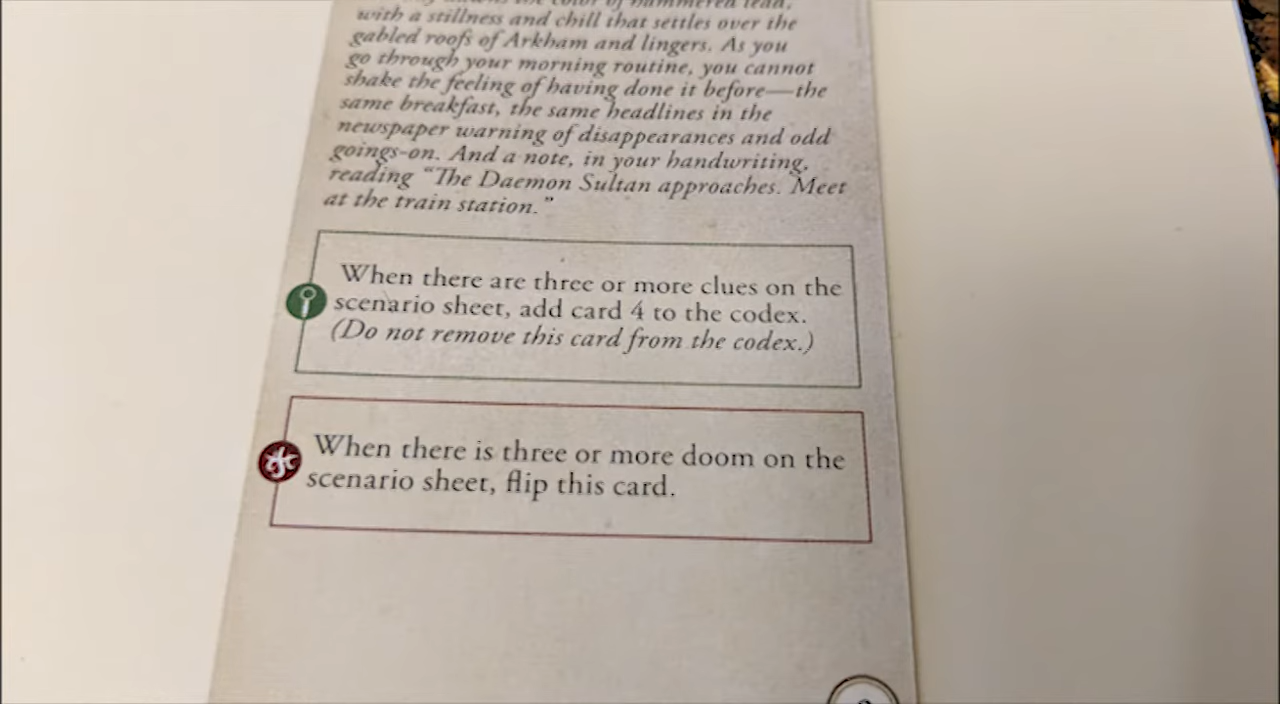 the color of hammered lead,
with a stillness and chill that settles over the
gabled roofs of Arkham and lingers. As you
go through your morning routine, you cannot
shake the feeling of having done it before—the
same breakfast, the same headlines in the
newspaper warning of disappearances and odd
goings-on. And a note, in your handwriting,
reading “The Daemon Sultan approaches. Meet
at the train station.”
When there are three or more clues on the
scenario sheet, add card 4 to the codex.
(Do not remove this card from the codex.)
When there is three or more doom on the
scenario sheet, flip this card.